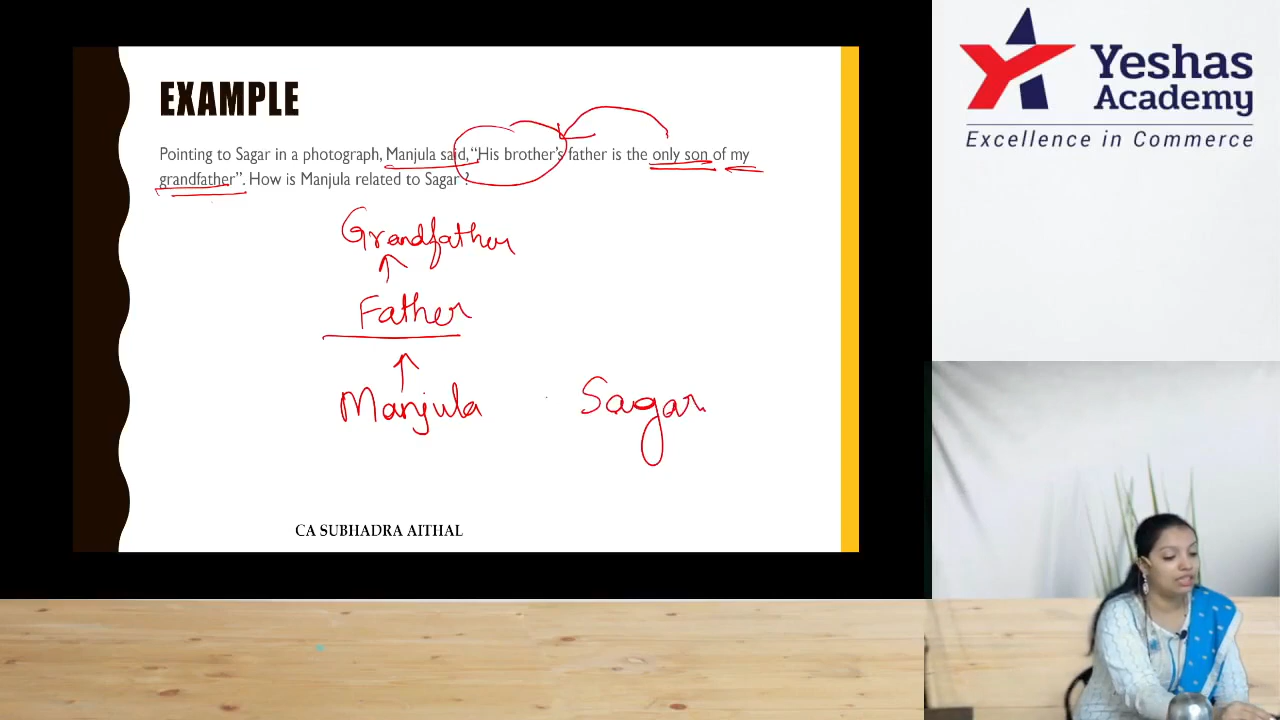 EXAMPLE
Pointing to Sagar in a photograph, Manjula said, “His brother's father is the only son of my
grandfather”. How is Manjula related to Sagar ?
Grandfather
Father
Manjula Sagar
CA SUBHADRA AITHAL
Yeshas
Academy
Excellence in Commerce